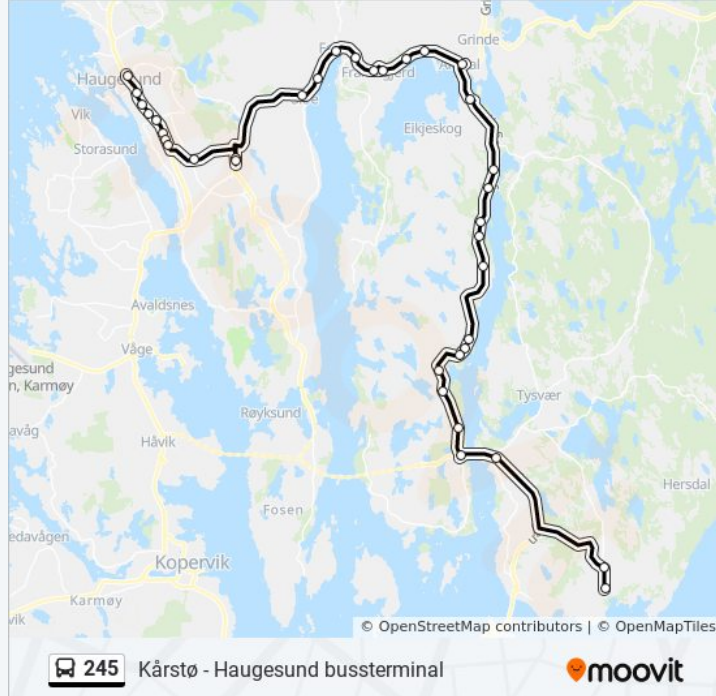 Grinde
Haugesund
Vik
Storasund
Eikjeskog
Avaldsnes
Våge
gesund
n, Karmøy
Tysvær
Røyksund
avåg
Håvik
Hersdal
Fosen
edavågen
Kopervik
Karmøy
vik
© OpenStreetMap contributors | © OpenMapTiles
245 Kårstø - Haugesund bussterminal moovit